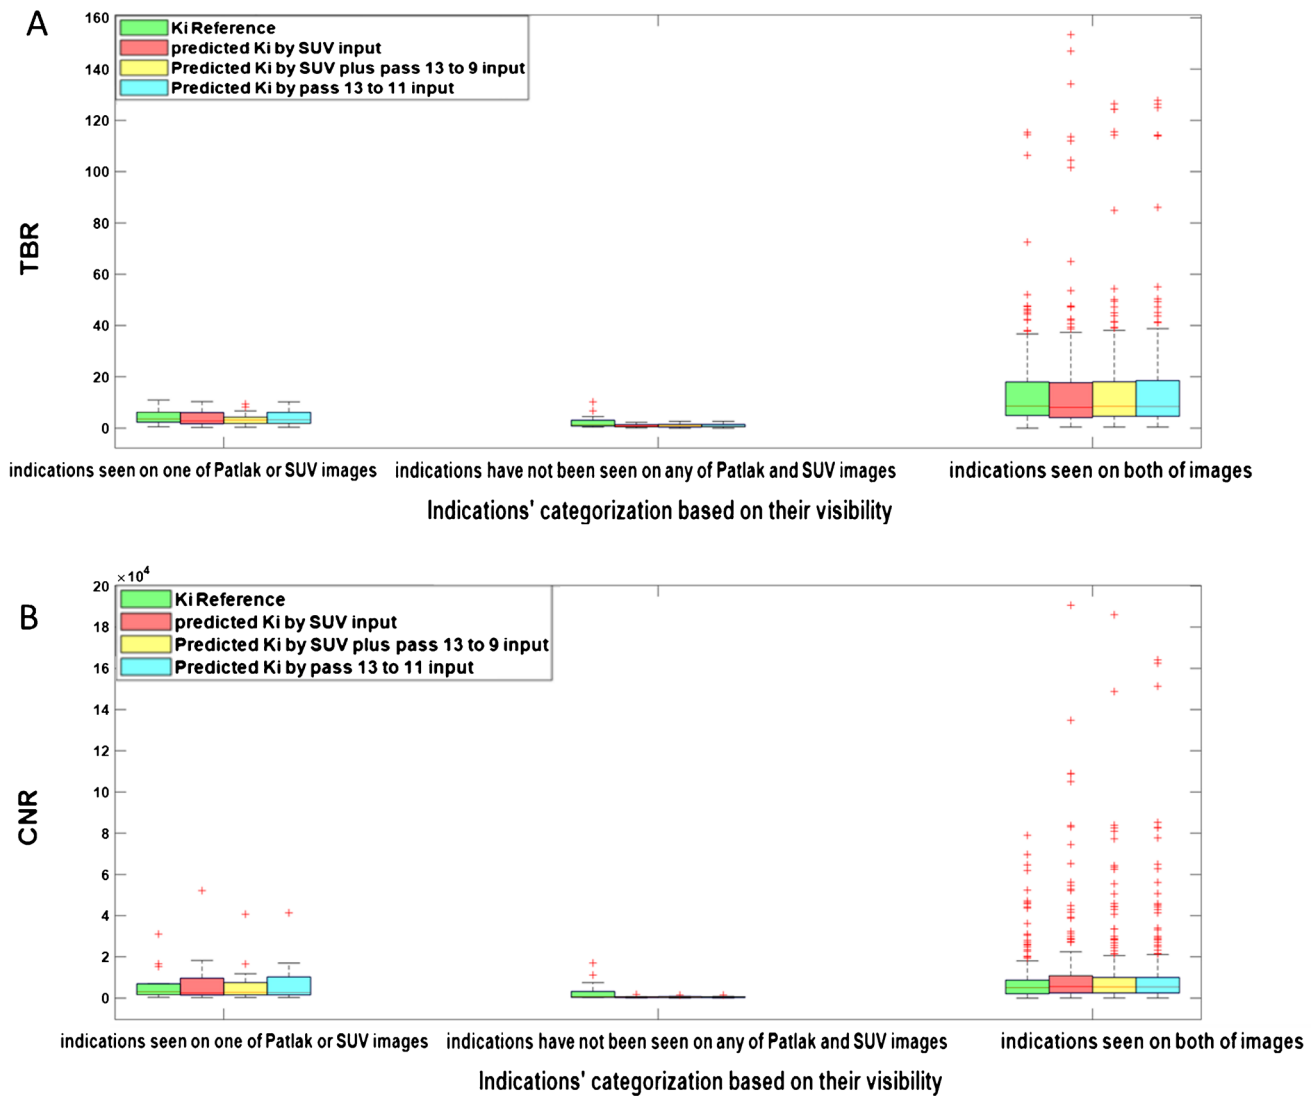 A
160
140
120
100
80
60
40
20
0
TBR
Ki Reference
predicted Ki by SUV input
Predicted Ki by SUV plus pass 13 to 9 input
Predicted Ki by pass 13 to 11 input
indications seen on one of Patlak or SUV images
indications have not been seen on any of Patlak and SUV images
indications seen on both of images
Indications' categorization based on their visibility
B
×10^4
20
18
16
14
12
10
8
6
4
2
0
CNR
Ki Reference
predicted Ki by SUV input
Predicted Ki by SUV plus pass 13 to 9 input
Predicted Ki by pass 13 to 11 input
indications seen on one of Patlak or SUV images
indications have not been seen on any of Patlak and SUV images
indications seen on both of images
Indications' categorization based on their visibility